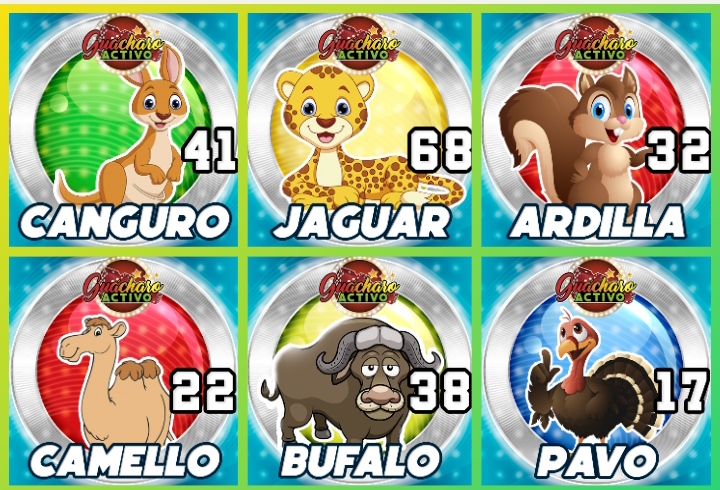 Guácharo
ACTIVO
41
CANGURO
Guácharo
ACTIVO
68
JAGUAR
Guácharo
ACTIVO
32
ARDILLA
Guácharo
ACTIVO
22
CAMELLO
Guácharo
ACTIVO
38
BUFALO
Guácharo
ACTIVO
17
PAVO